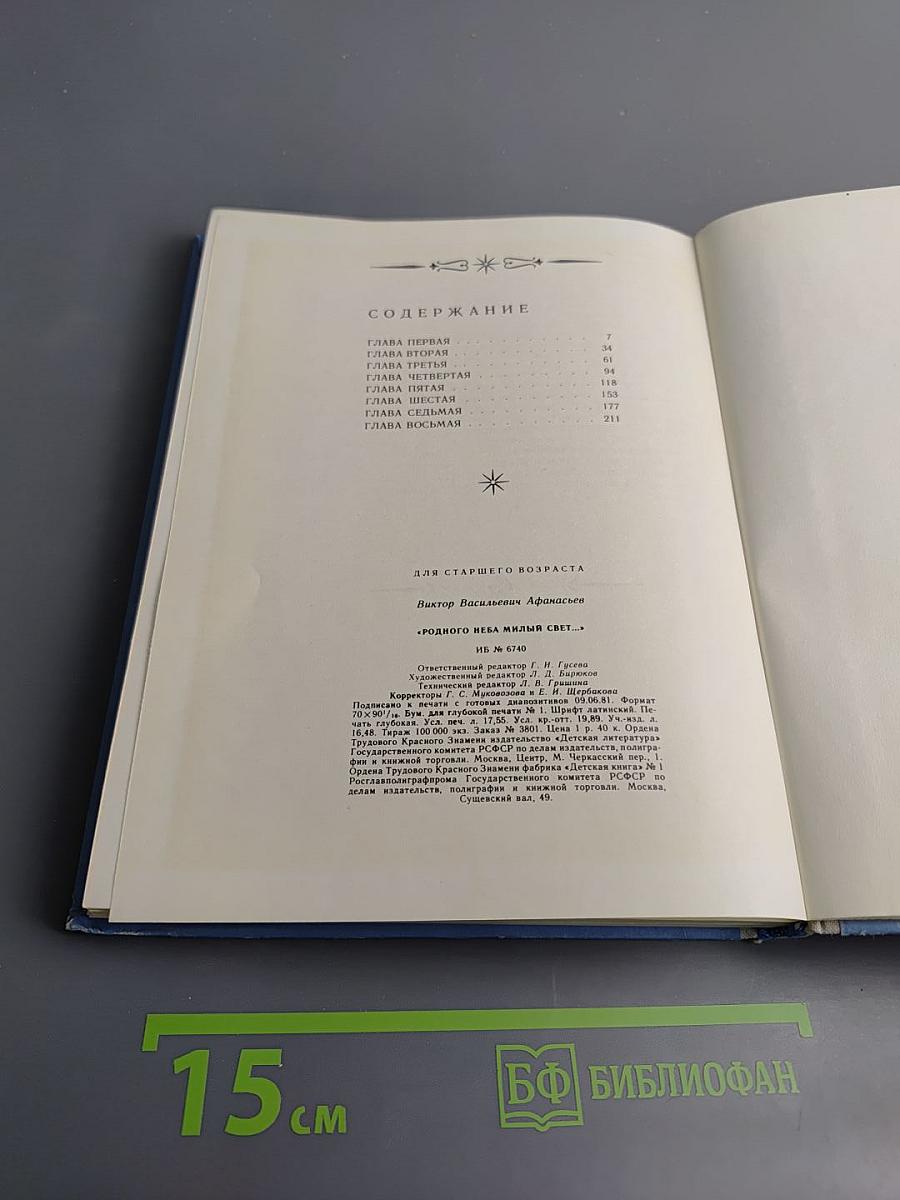 СОДЕРЖАНИЕ
ГЛАВА ПЕРВАЯ . . . . . . . . . . . 7
ГЛАВА ВТОРАЯ . . . . . . . . . . . 34
ГЛАВА ТРЕТЬЯ . . . . . . . . . . . 61
ГЛАВА ЧЕТВЕРТАЯ . . . . . . . . . 94
ГЛАВА ПЯТАЯ . . . . . . . . . . . 118
ГЛАВА ШЕСТАЯ . . . . . . . . . . 153
ГЛАВА СЕДЬМАЯ . . . . . . . . . . 177
ГЛАВА ВОСЬМАЯ . . . . . . . . . . 211
ДЛЯ СТАРШЕГО ВОЗРАСТА
Виктор Васильевич Афанасьев
«РОДНОГО НЕБА МИЛЫЙ СВЕТ...»
ИБ № 6740
Ответственный редактор Г. И. Гусева
Художественный редактор Л. Д. Бирюков
Технический редактор Л. В. Гришина
Корректоры Г. С. Муковозова и Е. И. Щербакова
Подписано к печати с готовых диапозитивов 09.06.81. Формат
70×90¹/₁₆. Бум. для глубокой печати № 1. Шрифт латинский. Пе-
чать глубокая. Усл. печ. л. 17,55. Усл. кр.-отт. 19,89. Уч.-изд. л.
16,48. Тираж 100 000 экз. Заказ № 3801. Цена 1 р. 40 к. Ордена
Трудового Красного Знамени издательство «Детская литература»
Государственного комитета РСФСР по делам издательств, полигра-
фии и книжной торговли. Москва, Центр, М. Черкасский пер., 1.
Ордена Трудового Красного Знамени фабрика «Детская книга» № 1
Росглавполиграфпрома Государственного комитета РСФСР по
делам издательств, полиграфии и книжной торговли. Москва,
Сущевский вал, 49.
15 см
БФ БИБЛИОФАН